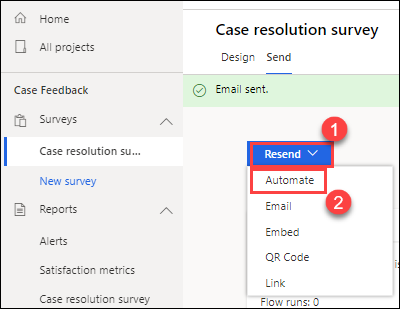 Home
All projects
Case Feedback
Surveys
Case resolution su...
New survey
Reports
Alerts
Satisfaction metrics
Case resolution survey
Case resolution survey
Design Send
Email sent.
1
Resend
Automate
2
Email
Embed
QR Code
Link
Flow runs: 0